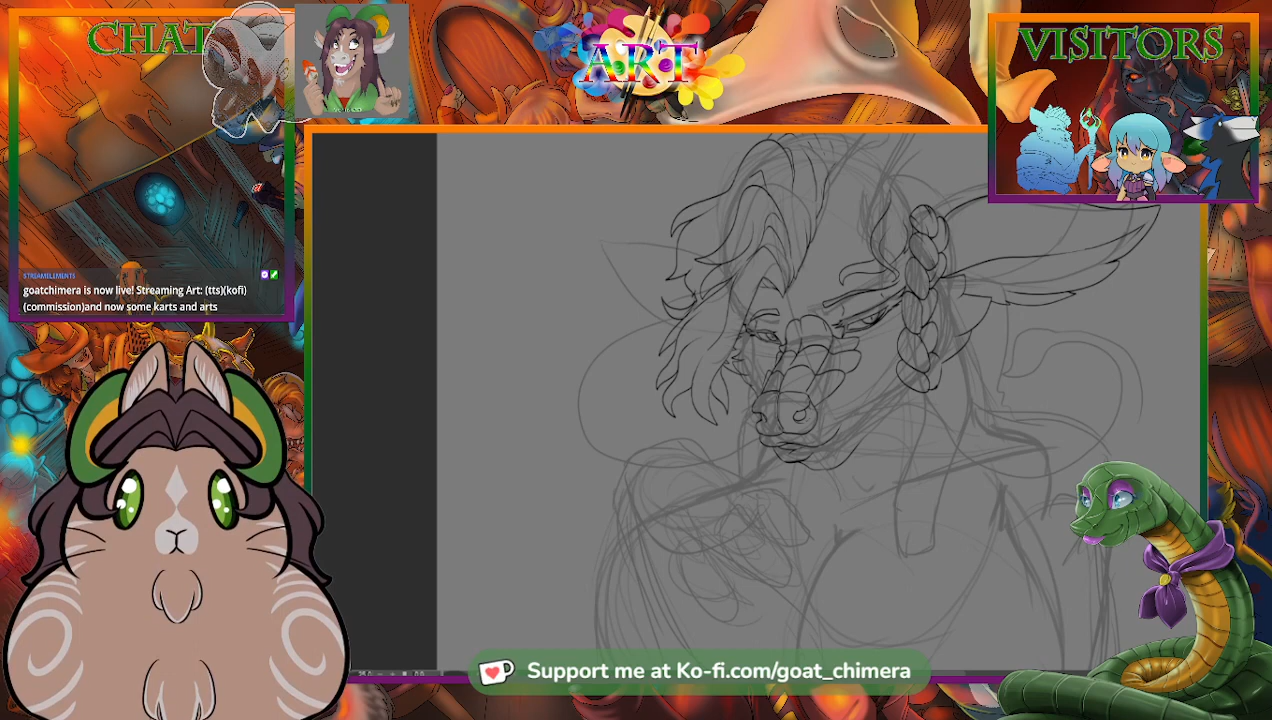 CHAT
ART
VISITORS
STREAMELEMENTS
goatchimera is now live! Streaming Art: (tts)(kofi)
(commission)and now some karts and arts
Support me at Ko-fi.com/goat_chimera